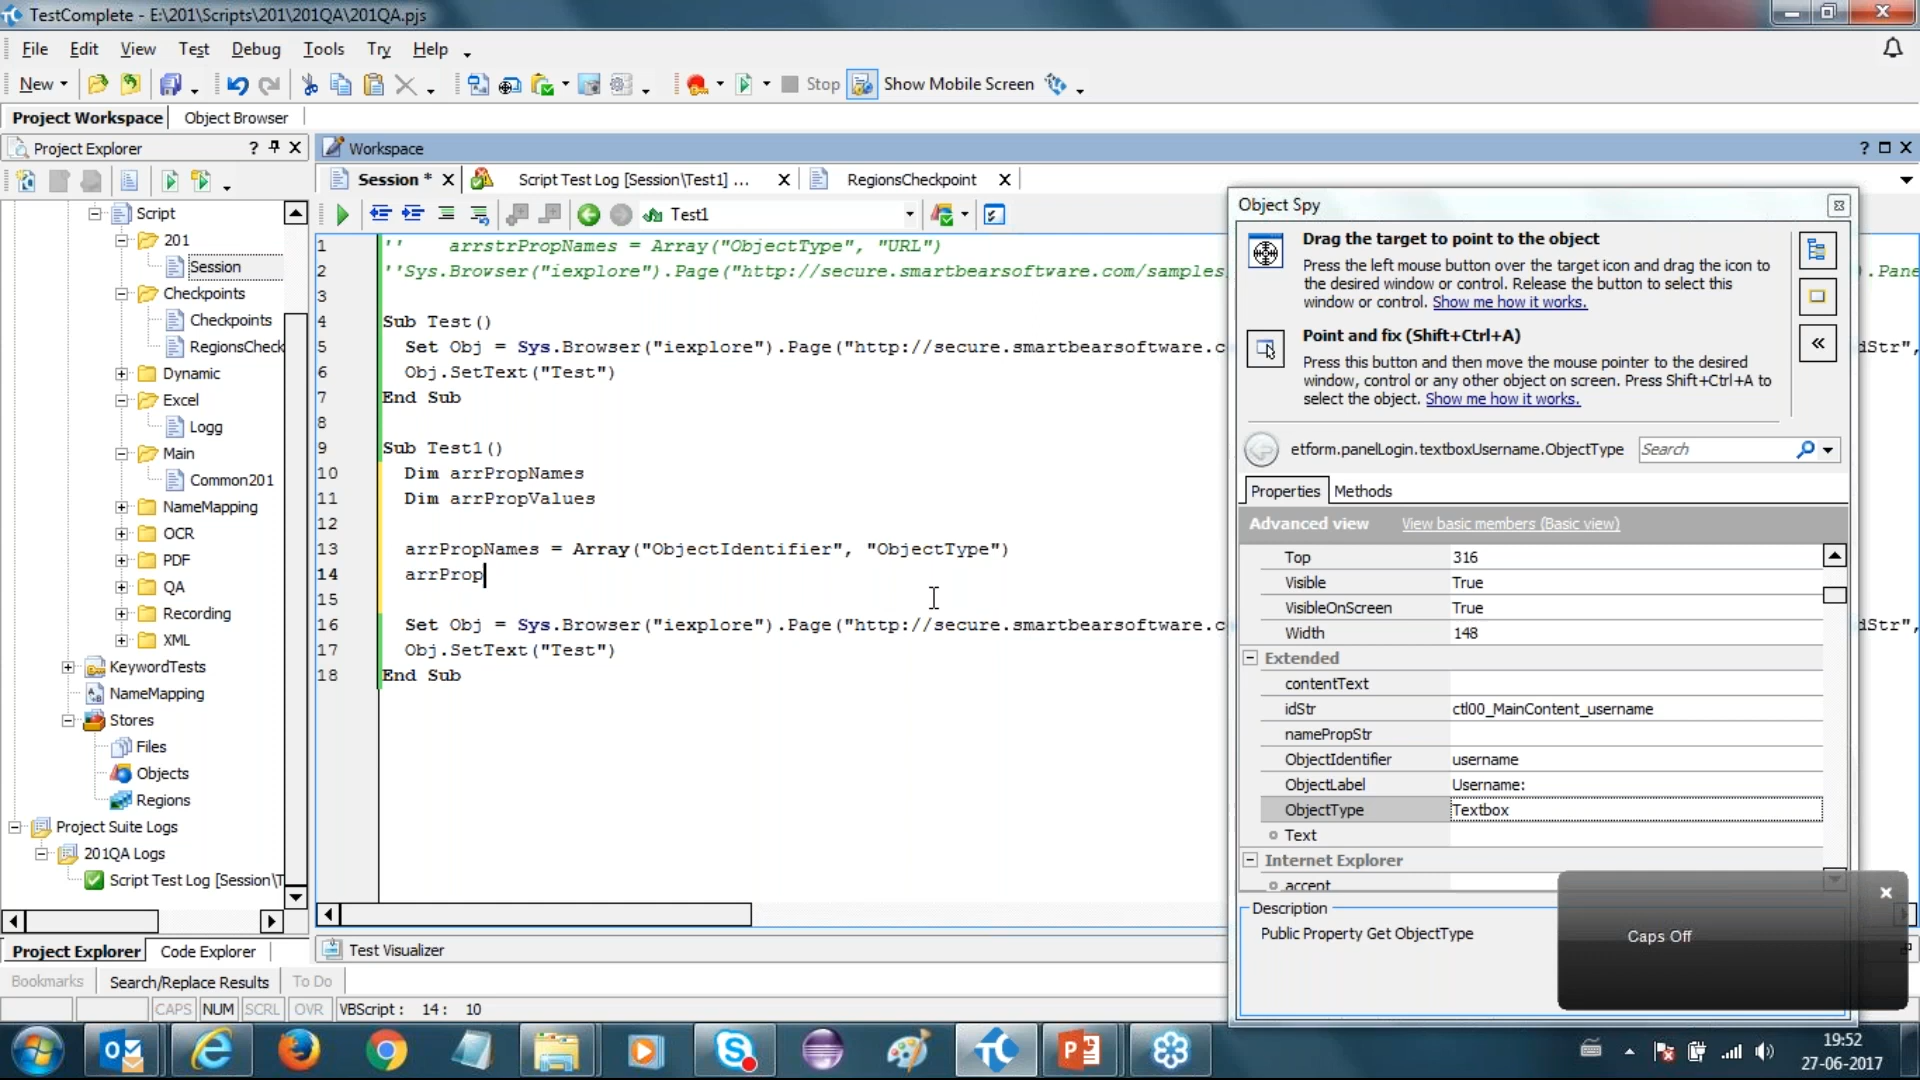 TestComplete - E:\201\Scripts\201\201QA\201QA.pjs
File Edit View Test Debug Tools Try Help
New Stop Show Mobile Screen
Project Workspace Object Browser
Project Explorer
Workspace
Session * Script Test Log [Session\Test1] ... RegionsCheckpoint
Test1
Script
201
Session
Checkpoints
Checkpoints
RegionsCheck
Dynamic
Excel
Logg
Main
Common201
NameMapping
OCR
PDF
QA
Recording
XML
KeywordTests
NameMapping
Stores
Files
Objects
Regions
Project Suite Logs
201QA Logs
Script Test Log [Session\T
Project Explorer Code Explorer
1 '' arrstrPropNames = Array("ObjectType", "URL")
2 ''Sys.Browser("iexplore").Page("http://secure.smartbearsoftware.com/samples ).Pane
3
4 Sub Test()
5 Set Obj = Sys.Browser("iexplore").Page("http://secure.smartbearsoftware.c dStr",
6 Obj.SetText("Test")
7 End Sub
8
9 Sub Test1()
10 Dim arrPropNames
11 Dim arrPropValues
12
13 arrPropNames = Array("ObjectIdentifier", "ObjectType")
14 arrProp
15
16 Set Obj = Sys.Browser("iexplore").Page("http://secure.smartbearsoftware.c dStr",
17 Obj.SetText("Test")
18 End Sub
Object Spy
Drag the target to point to the object
Press the left mouse button over the target icon and drag the icon to
the desired window or control. Release the button to select this
window or control. Show me how it works.
Point and fix (Shift+Ctrl+A)
Press this button and then move the mouse pointer to the desired
window, control or any other object on screen. Press Shift+Ctrl+A to
select the object. Show me how it works.
etform.panelLogin.textboxUsername.ObjectType Search
Properties Methods
Advanced view View basic members (Basic view)
Top 316
Visible True
VisibleOnScreen True
Width 148
Extended
contentText
idStr ctl00_MainContent_username
namePropStr
ObjectIdentifier username
ObjectLabel Username:
ObjectType Textbox
Text
Internet Explorer
accept
Description
Public Property Get ObjectType
Caps Off
Test Visualizer
Bookmarks Search/Replace Results To Do
CAPS NUM SCRL OVR VBScript : 14: 10
19:52
27-06-2017